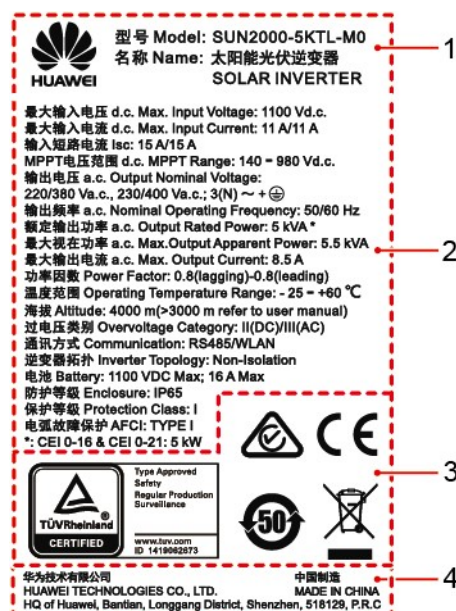 型号 Model: SUN2000-5KTL-M0
名称 Name: 太阳能光伏逆变器
SOLAR INVERTER
HUAWEI
1
最大输入电压 d.c. Max. Input Voltage: 1100 Vd.c.
最大输入电流 d.c. Max. Input Current: 11 A/11 A
输入短路电流 Isc: 15 A/15 A
MPPT电压范围 d.c. MPPT Range: 140 – 980 Vd.c.
输出电压 a.c. Output Nominal Voltage:
220/380 Va.c., 230/400 Va.c.; 3(N) ~ +
输出频率 a.c. Nominal Operating Frequency: 50/60 Hz
额定输出功率 a.c. Output Rated Power: 5 kVA *
最大视在功率 a.c. Max.Output Apparent Power: 5.5 kVA
最大输出电流 a.c. Max. Output Current: 8.5 A
功率因数 Power Factor: 0.8(lagging)-0.8(leading)
温度范围 Operating Temperature Range: - 25 – +60 ℃
海拔 Altitude: 4000 m(>3000 m refer to user manual)
过电压类别 Overvoltage Category: II(DC)/III(AC)
通讯方式 Communication: RS485/WLAN
逆变器拓扑 Inverter Topology: Non-Isolation
电池 Battery: 1100 VDC Max; 16 A Max
防护等级 Enclosure: IP65
保护等级 Protection Class: I
电弧故障保护 AFCI: TYPE I
*: CEI 0-16 & CEI 0-21: 5 kW
2
CE
TÜVRheinland
CERTIFIED
Type Approved
Safety
Regular Production
Surveillance
www.tuv.com
ID 1419062673
50
3
华为技术有限公司
中国制造
HUAWEI TECHNOLOGIES CO., LTD.
MADE IN CHINA
HQ of Huawei, Bantian, Longgang District, Shenzhen, 518129, P.R.
4